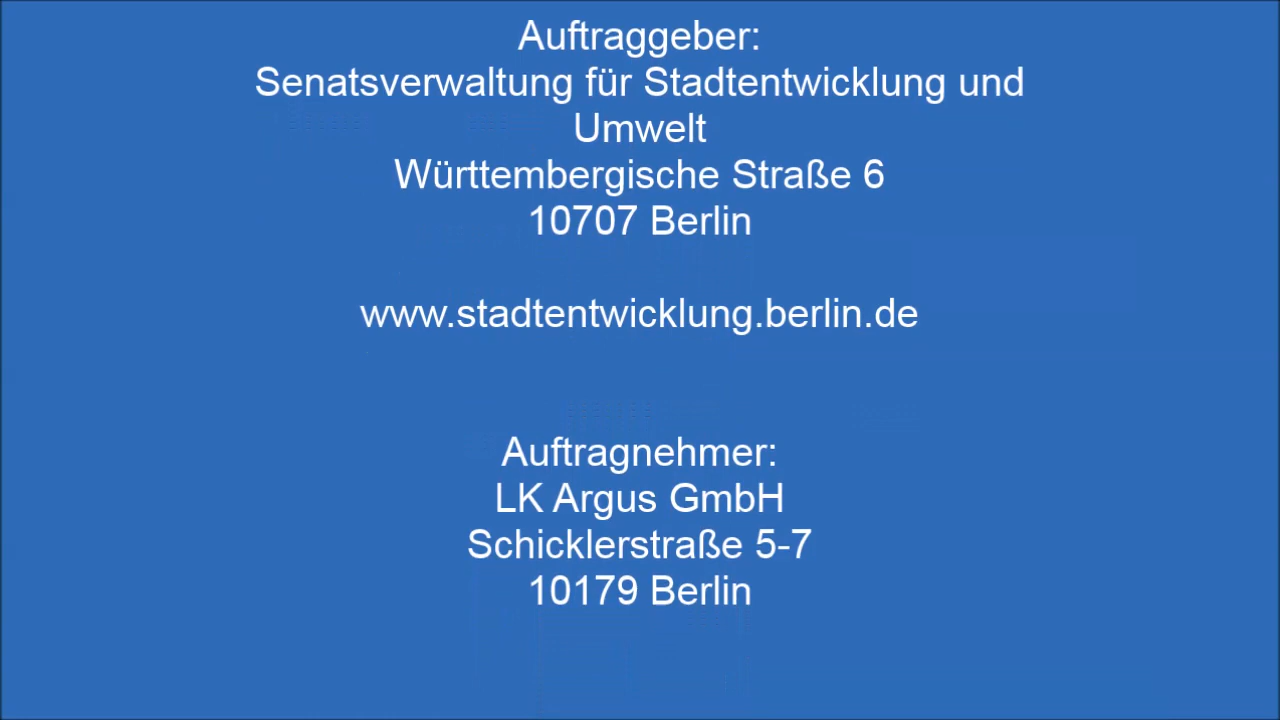 Auftraggeber:
Senatsverwaltung für Stadtentwicklung und
Umwelt
Württembergische Straße 6
10707 Berlin
www.stadtentwicklung.berlin.de
Auftragnehmer:
LK Argus GmbH
Schicklerstraße 5-7
10179 Berlin